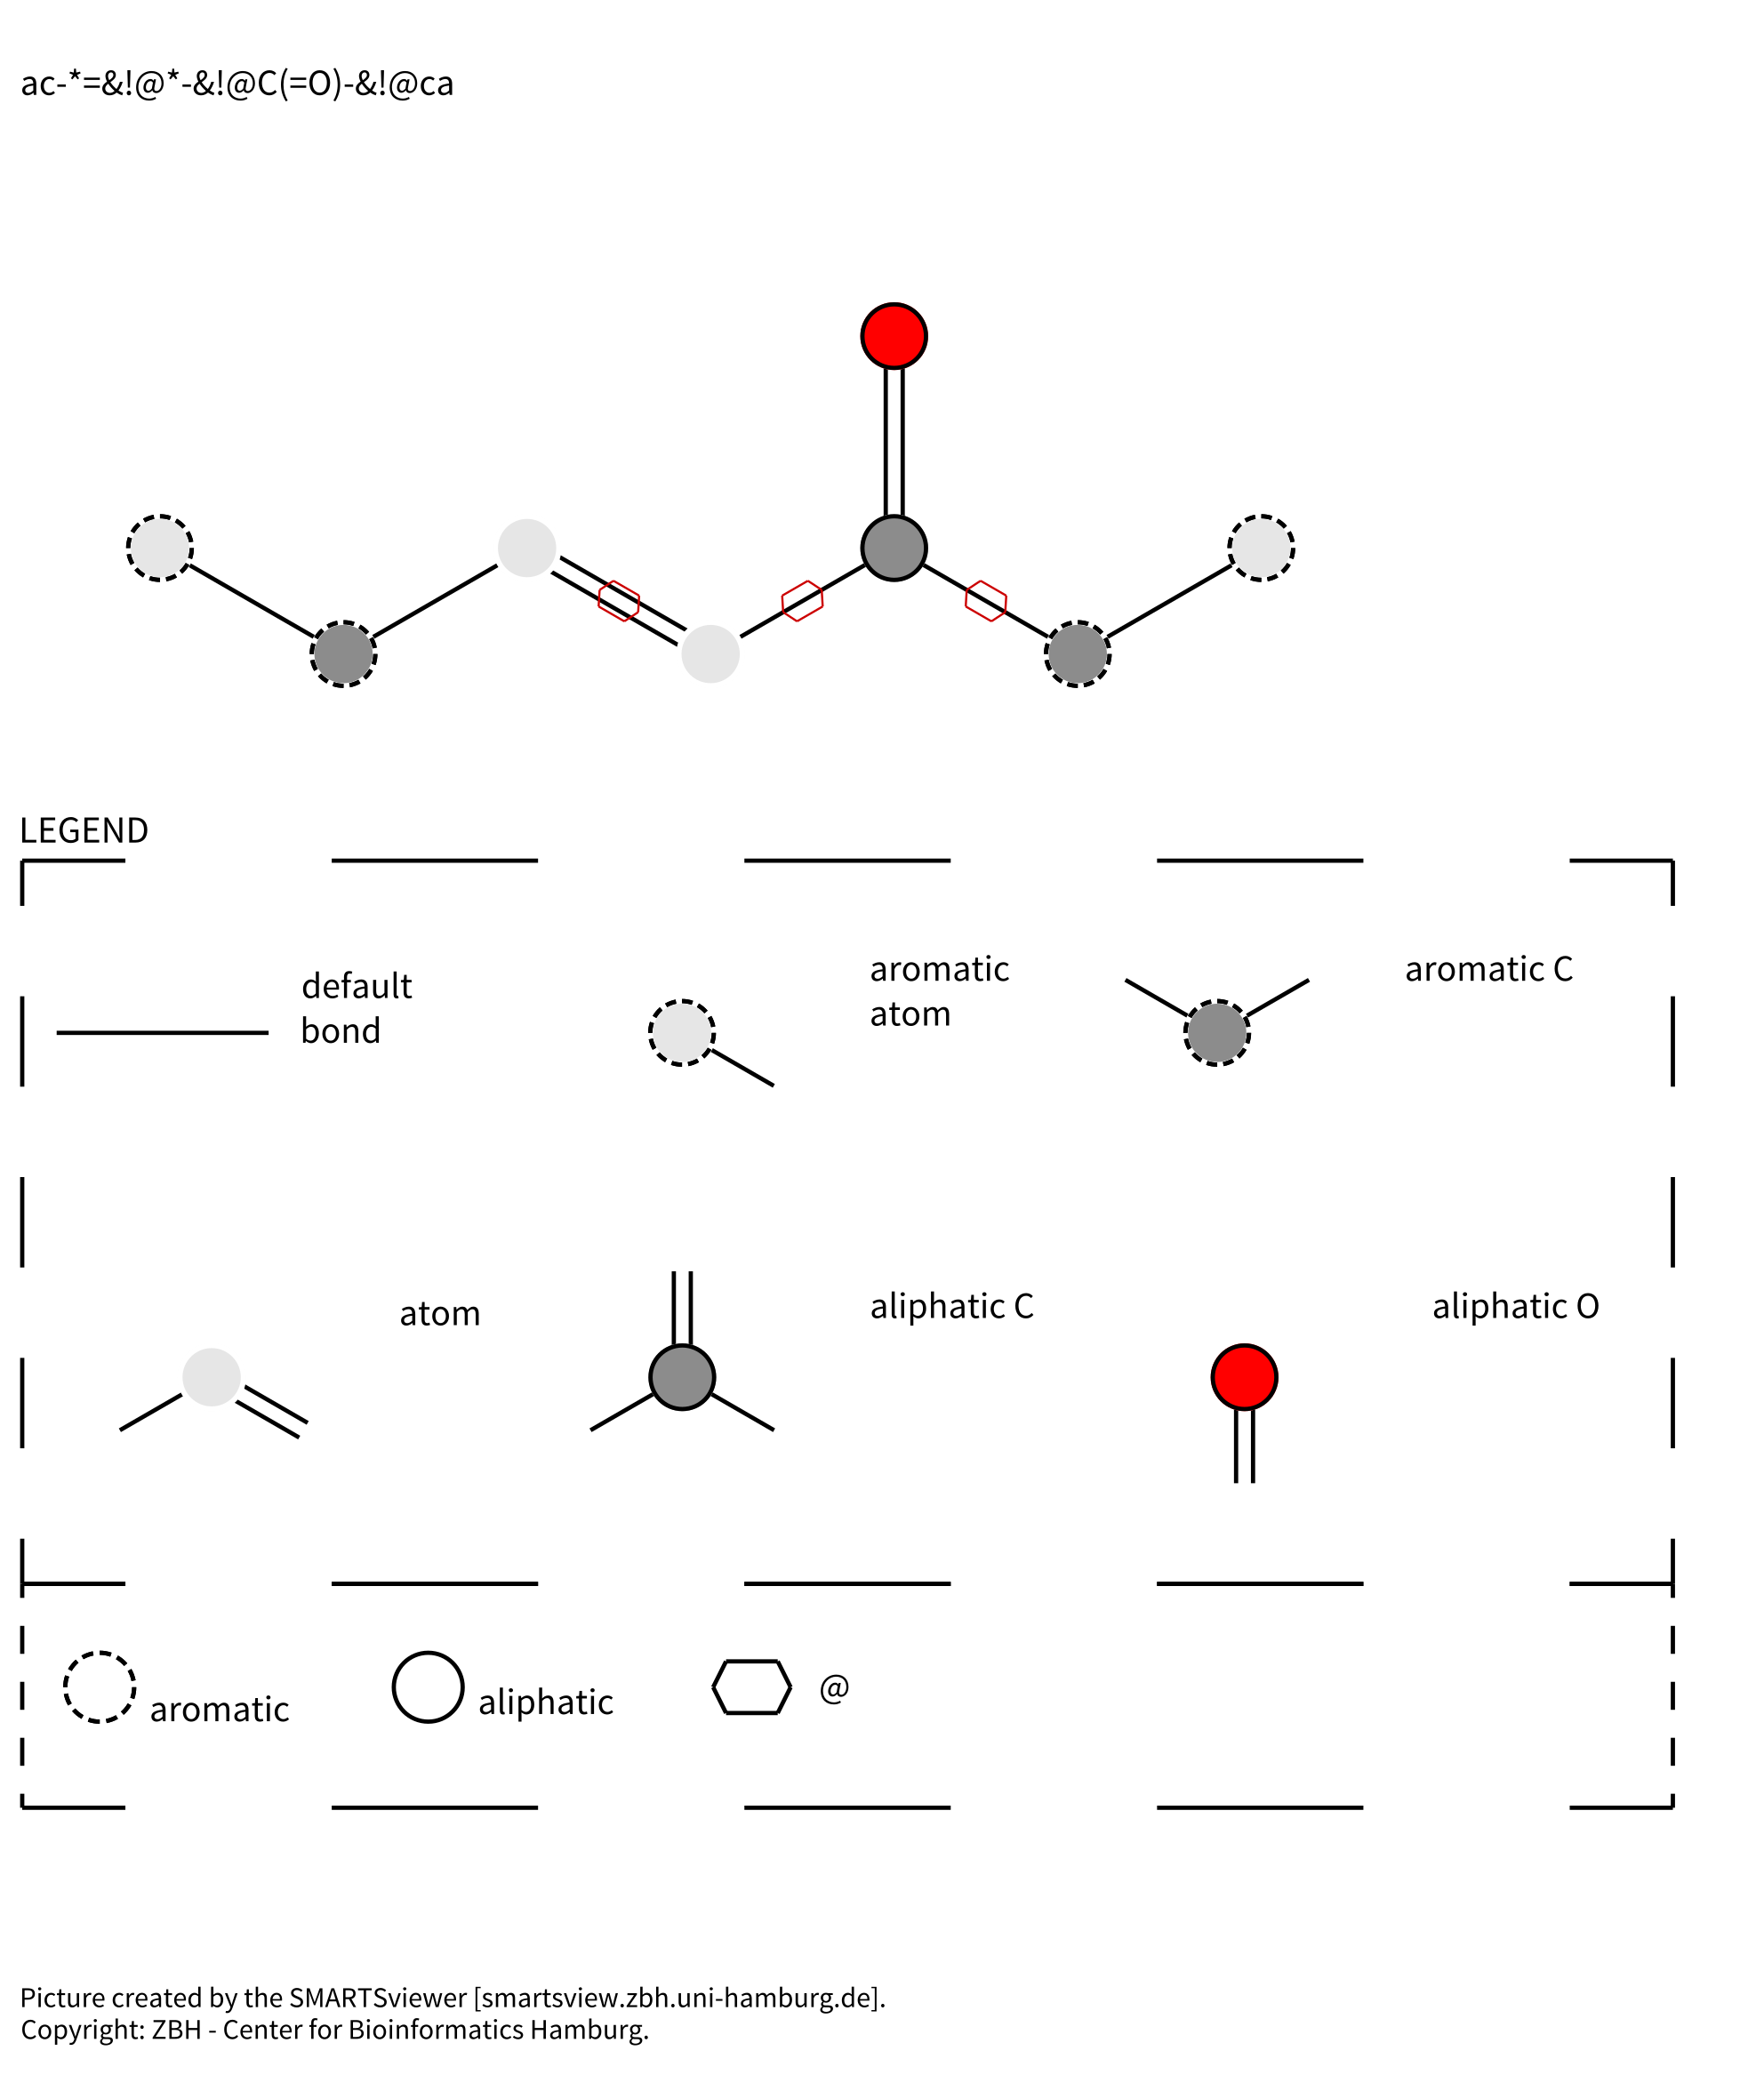 ac-*=&!@*-&!@C(=O)-&!@ca
LEGEND
default
bond
aromatic
atom
aromatic C
atom
aliphatic C
aliphatic O
aromatic
aliphatic
@
Picture created by the SMARTSviewer [smartsview.zbh.uni-hamburg.de].
Copyright: ZBH - Center for Bioinformatics Hamburg.